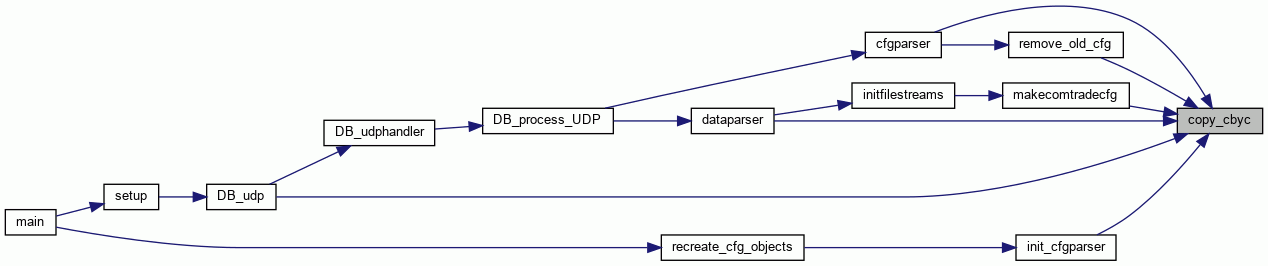 cfgparser
remove_old_cfg
initfilestreams
makecomtradecfg
DB_udphandler
DB_process_UDP
dataparser
copy_cbyc
setup
DB_udp
main
recreate_cfg_objects
init_cfgparser